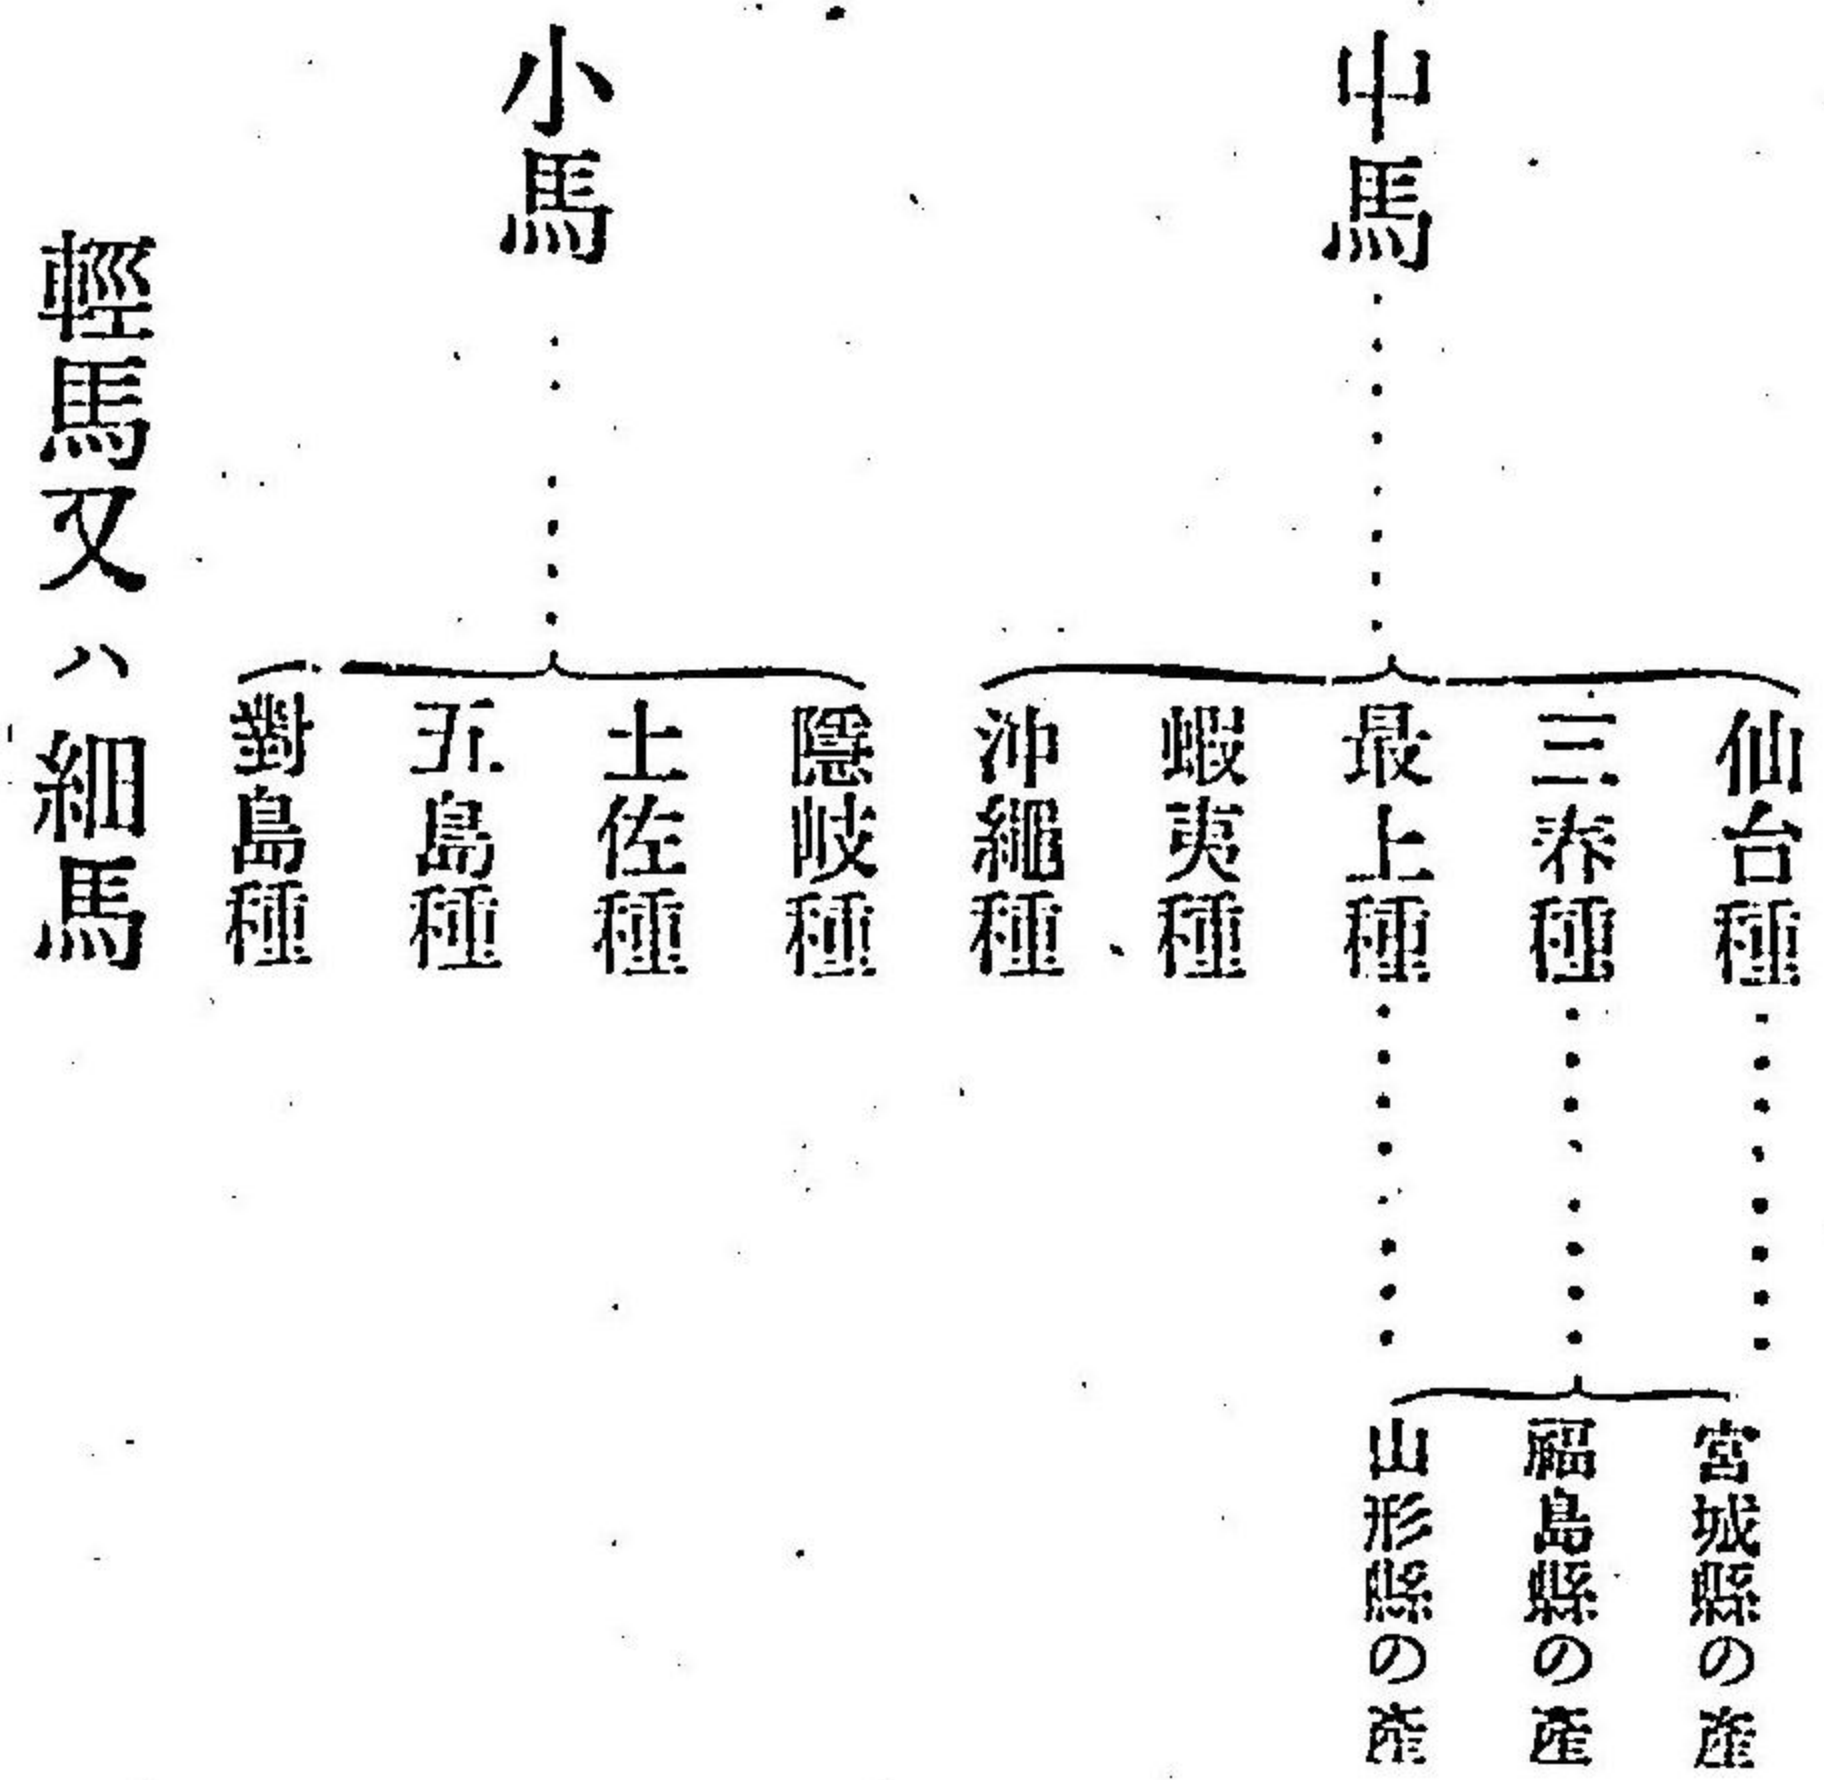 中馬
仙台種
三春種
最上種
蝦夷種
沖繩種
宮城縣の產
福島縣の產
山形縣の產
小馬
隱岐種
土佐種
五島種
對島種
輕馬又ハ細馬